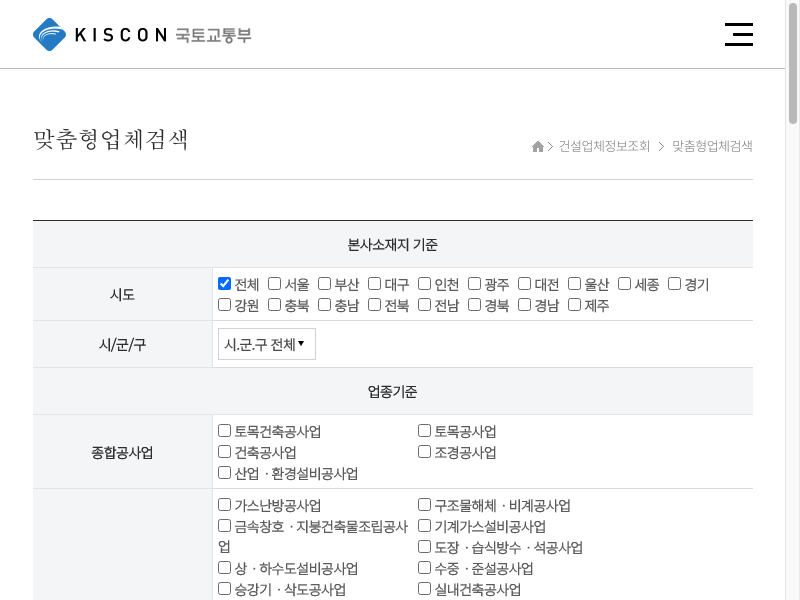 KISCON 국토교통부
맞춤형업체검색
건설업체정보조회 맞춤형업체검색
본사소재지 기준
시도
전체 서울 부산 대구 인천 광주 대전 울산 세종 경기
강원 충북 충남 전북 전남 경북 경남 제주
시/군/구
시.군.구 전체
업종기준
종합공사업
토목건축공사업 토목공사업
건축공사업 조경공사업
산업ㆍ환경설비공사업
가스난방공사업 구조물해체ㆍ비계공사업
금속창호ㆍ지붕건축물조립공사업 기계가스설비공사업
도장ㆍ습식방수ㆍ석공사업
상ㆍ하수도설비공사업 수중ㆍ준설공사업
승강기ㆍ삭도공사업 실내건축공사업